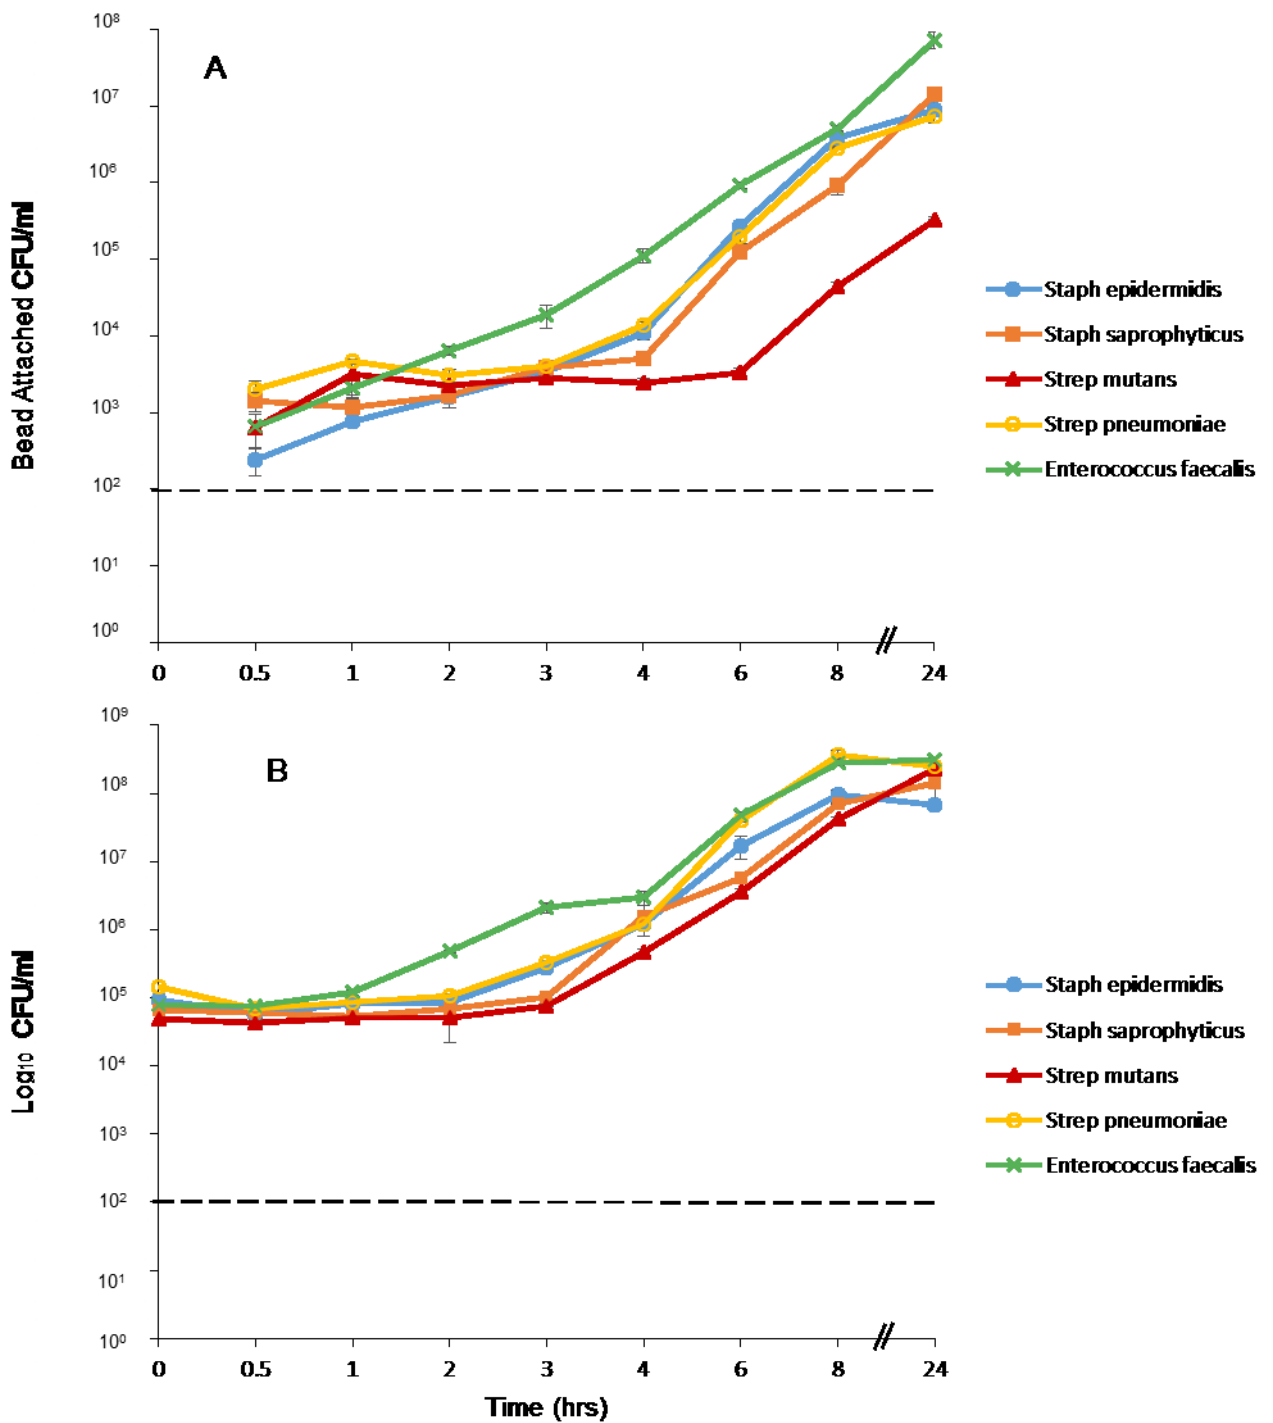 10⁸
A
10⁷
10⁶
10⁵
10⁴
10³
10²
10¹
10⁰
Bead Attached CFU/ml
0 0.5 1 2 3 4 6 8 // 24
Staph epidermidis
Staph saprophyticus
Strep mutans
Strep pneumoniae
Enterococcus faecallis
10⁹
B
10⁸
10⁷
10⁶
10⁵
10⁴
10³
10²
10¹
10⁰
Log₁₀ CFU/ml
0 0.5 1 2 3 4 6 8 // 24
Time (hrs)
Staph epidermidis
Staph saprophyticus
Strep mutans
Strep pneumoniae
Enterococcus faecallis